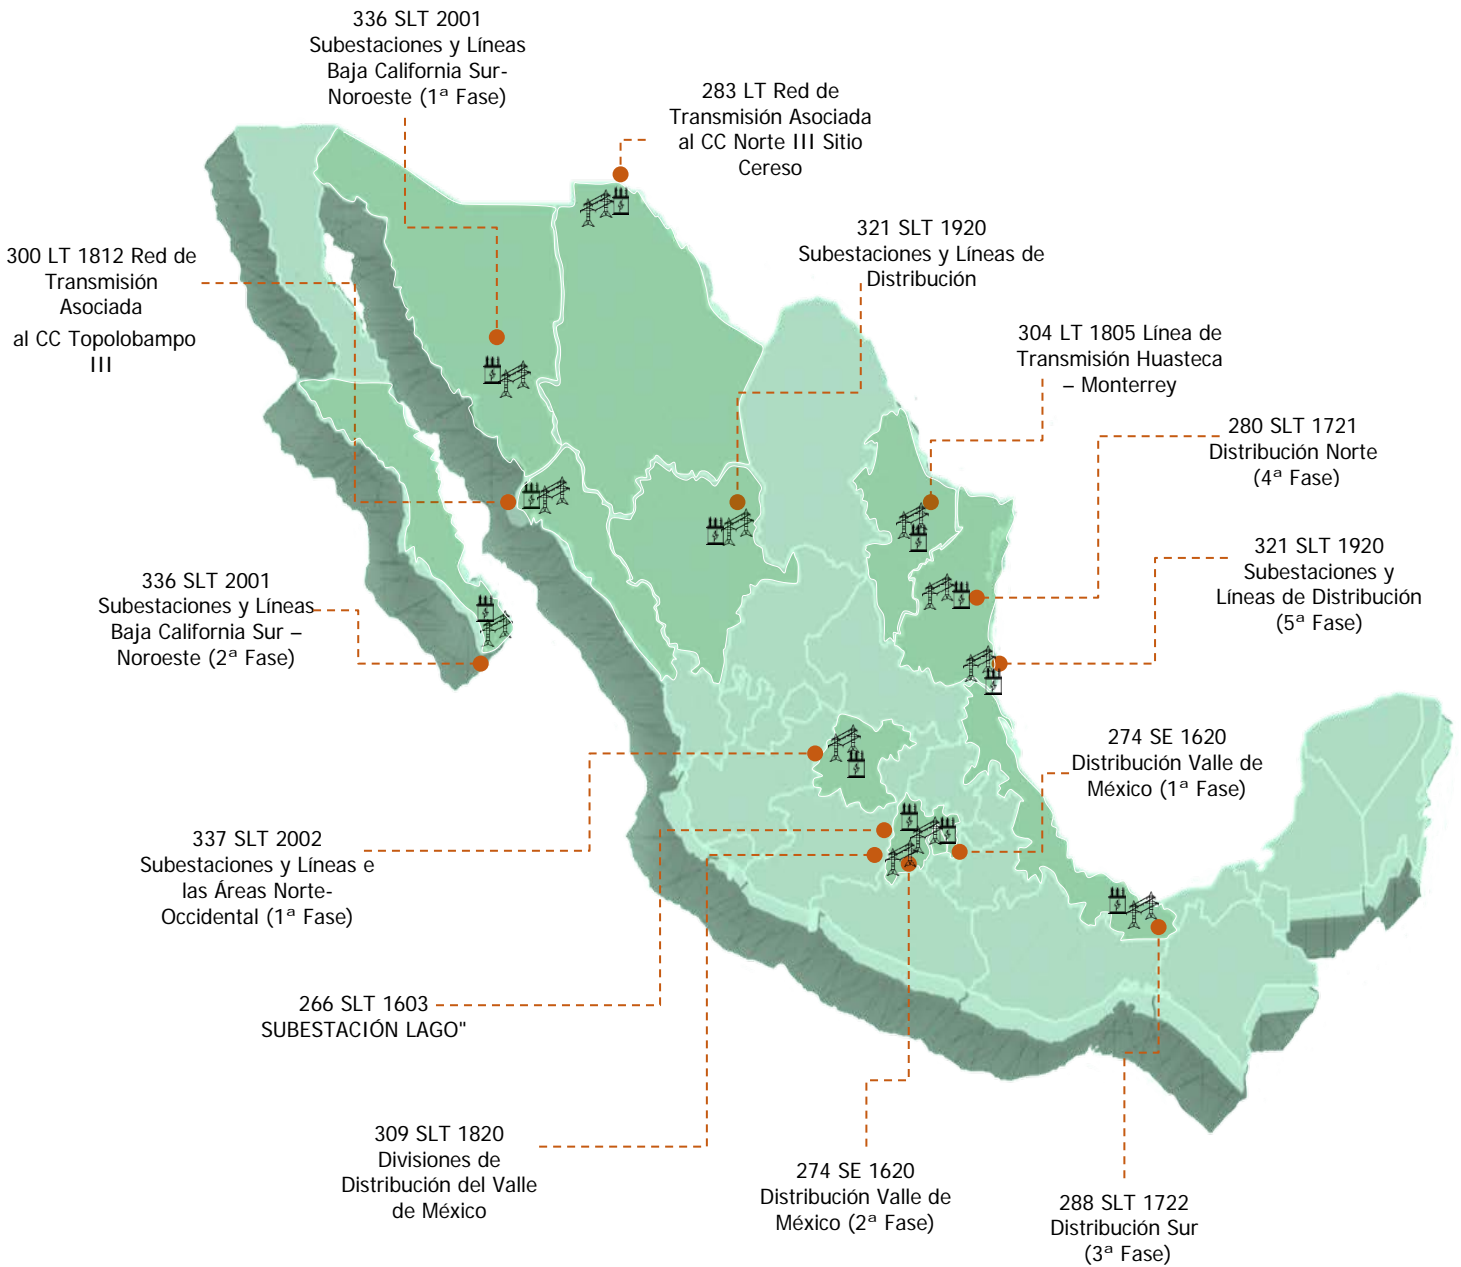 336 SLT 2001
Subestaciones y Líneas
Baja California Sur-
Noroeste (1ª Fase)
283 LT Red de
Transmisión Asociada
al CC Norte III Sitio
Cereso
321 SLT 1920
Subestaciones y Líneas de
Distribución
300 LT 1812 Red de
Transmisión
Asociada
al CC Topolobampo
III
304 LT 1805 Línea de
Transmisión Huasteca
– Monterrey
280 SLT 1721
Distribución Norte
(4ª Fase)
321 SLT 1920
Subestaciones y
Líneas de Distribución
(5ª Fase)
336 SLT 2001
Subestaciones y Líneas
Baja California Sur –
Noroeste (2ª Fase)
274 SE 1620
Distribución Valle de
México (1ª Fase)
337 SLT 2002
Subestaciones y Líneas e
las Áreas Norte-
Occidental (1ª Fase)
266 SLT 1603
SUBESTACIÓN LAGO"
309 SLT 1820
Divisiones de
Distribución del Valle
de México
274 SE 1620
Distribución Valle de
México (2ª Fase)
288 SLT 1722
Distribución Sur
(3ª Fase)